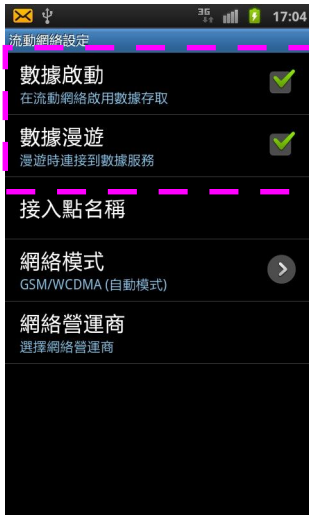 3G 17:04
流動網絡設定
數據啟動
在流動網絡啟用數據存取
數據漫遊
漫遊時連接到數據服務
接入點名稱
網絡模式
GSM/WCDMA (自動模式)
網絡營運商
選擇網絡營運商